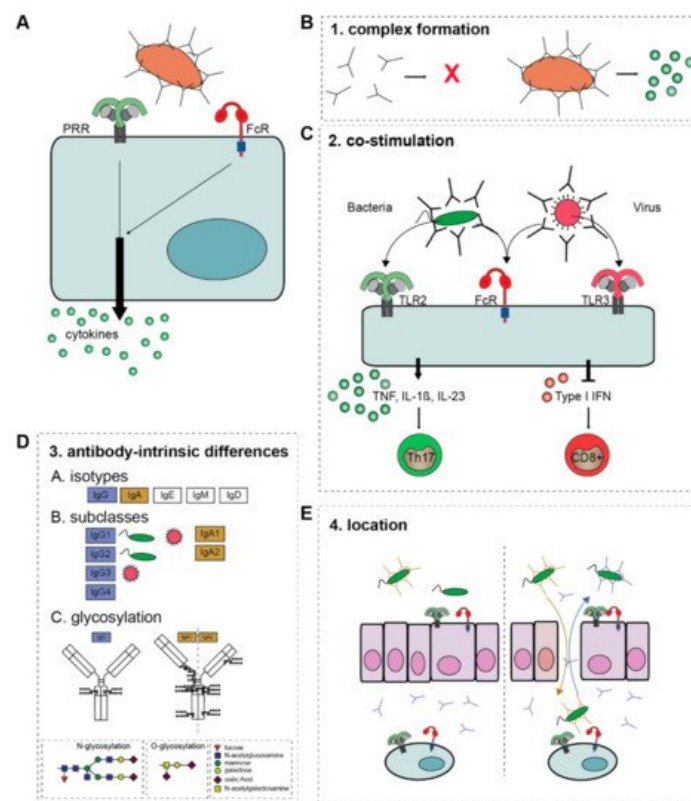 A
PRR
FcR
cytokines
B
1. complex formation
X
C
2. co-stimulation
Bacteria
Virus
TLR2
FcR
TLR3
TNF, IL-1ß, IL-23
Type I IFN
Th17
CD8+
D
3. antibody-intrinsic differences
A. isotypes
IgG
IgA
IgE
IgM
IgD
B. subclasses
IgG1
IgA1
IgG2
IgA2
IgG3
IgG4
C. glycosylation
N-glycosylation
O-glycosylation
fucose
N-acetylglucosamine
mannose
galactose
sialic Acid
N-acetylgalactosamine
E
4. location